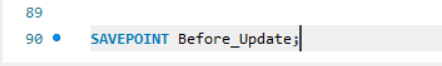 89
90 SAVEPOINT Before_Update;